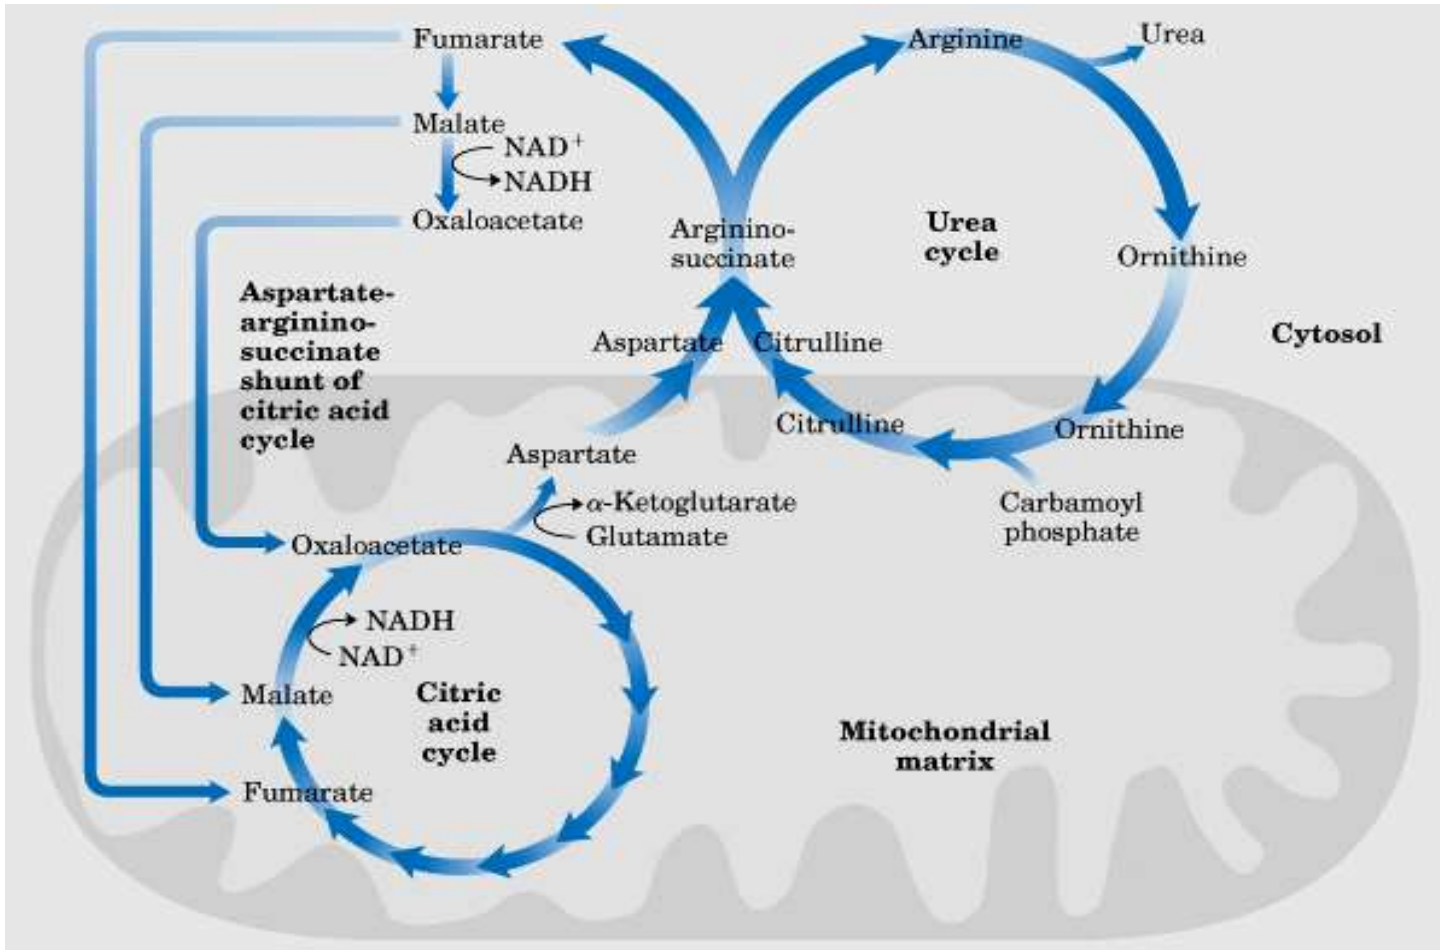 Fumarate
Arginine
Urea
Malate
NAD+
NADH
Oxaloacetate
Arginino-
succinate
Urea
cycle
Ornithine
Aspartate-
arginino-
succinate
shunt of
citric acid
cycle
Aspartate
Citrulline
Cytosol
Citrulline
Ornithine
Aspartate
α-Ketoglutarate
Glutamate
Carbamoyl
phosphate
Oxaloacetate
NADH
NAD+
Malate
Citric
acid
cycle
Mitochondrial
matrix
Fumarate